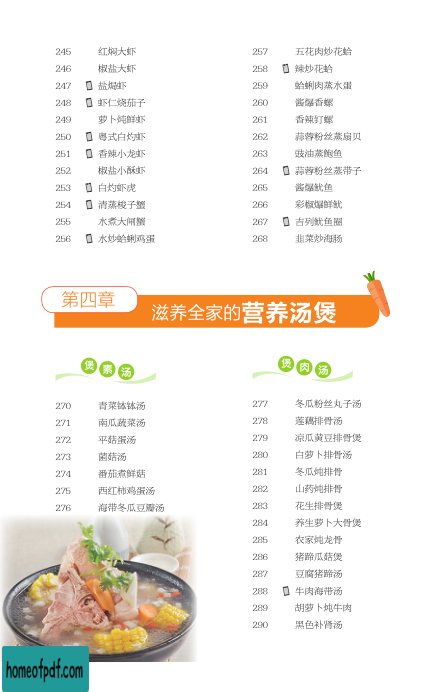 245 红焖大虾
246 椒盐大虾
247 盐焗虾
248 虾仁烧茄子
249 萝卜炖鲜虾
250 粤式白灼虾
251 香辣小龙虾
252 椒盐小酥虾
253 白灼虾虎
254 清蒸梭子蟹
255 水煮大闸蟹
256 水炒蛤蜊鸡蛋
257 五花肉炒花蛤
258 辣炒花蛤
259 蛤蜊肉蒸水蛋
260 酱爆香螺
261 香辣钉螺
262 蒜蓉粉丝蒸扇贝
263 豉油蒸鲍鱼
264 蒜蓉粉丝蒸带子
265 酱爆鱿鱼
266 彩椒爆鲜鱿
267 吉列鱿鱼圈
268 韭菜炒海肠
第四章
滋养全家的营养汤煲
煲素汤
270 青菜钵钵汤
271 南瓜蔬菜汤
272 平菇蛋汤
273 菌菇汤
274 番茄煮鲜菇
275 西红柿鸡蛋汤
276 海带冬瓜豆瓣汤
煲肉汤
277 冬瓜粉丝丸子汤
278 莲藕排骨汤
279 凉瓜黄豆排骨煲
280 白萝卜排骨汤
281 冬瓜炖排骨
282 山药炖排骨
283 花生排骨煲
284 养生萝卜大骨煲
285 农家炖龙骨
286 猪蹄瓜菇煲
287 豆腐猪蹄汤
288 牛肉海带汤
289 胡萝卜炖牛肉
290 黑色补肾汤
homeofpdf.com